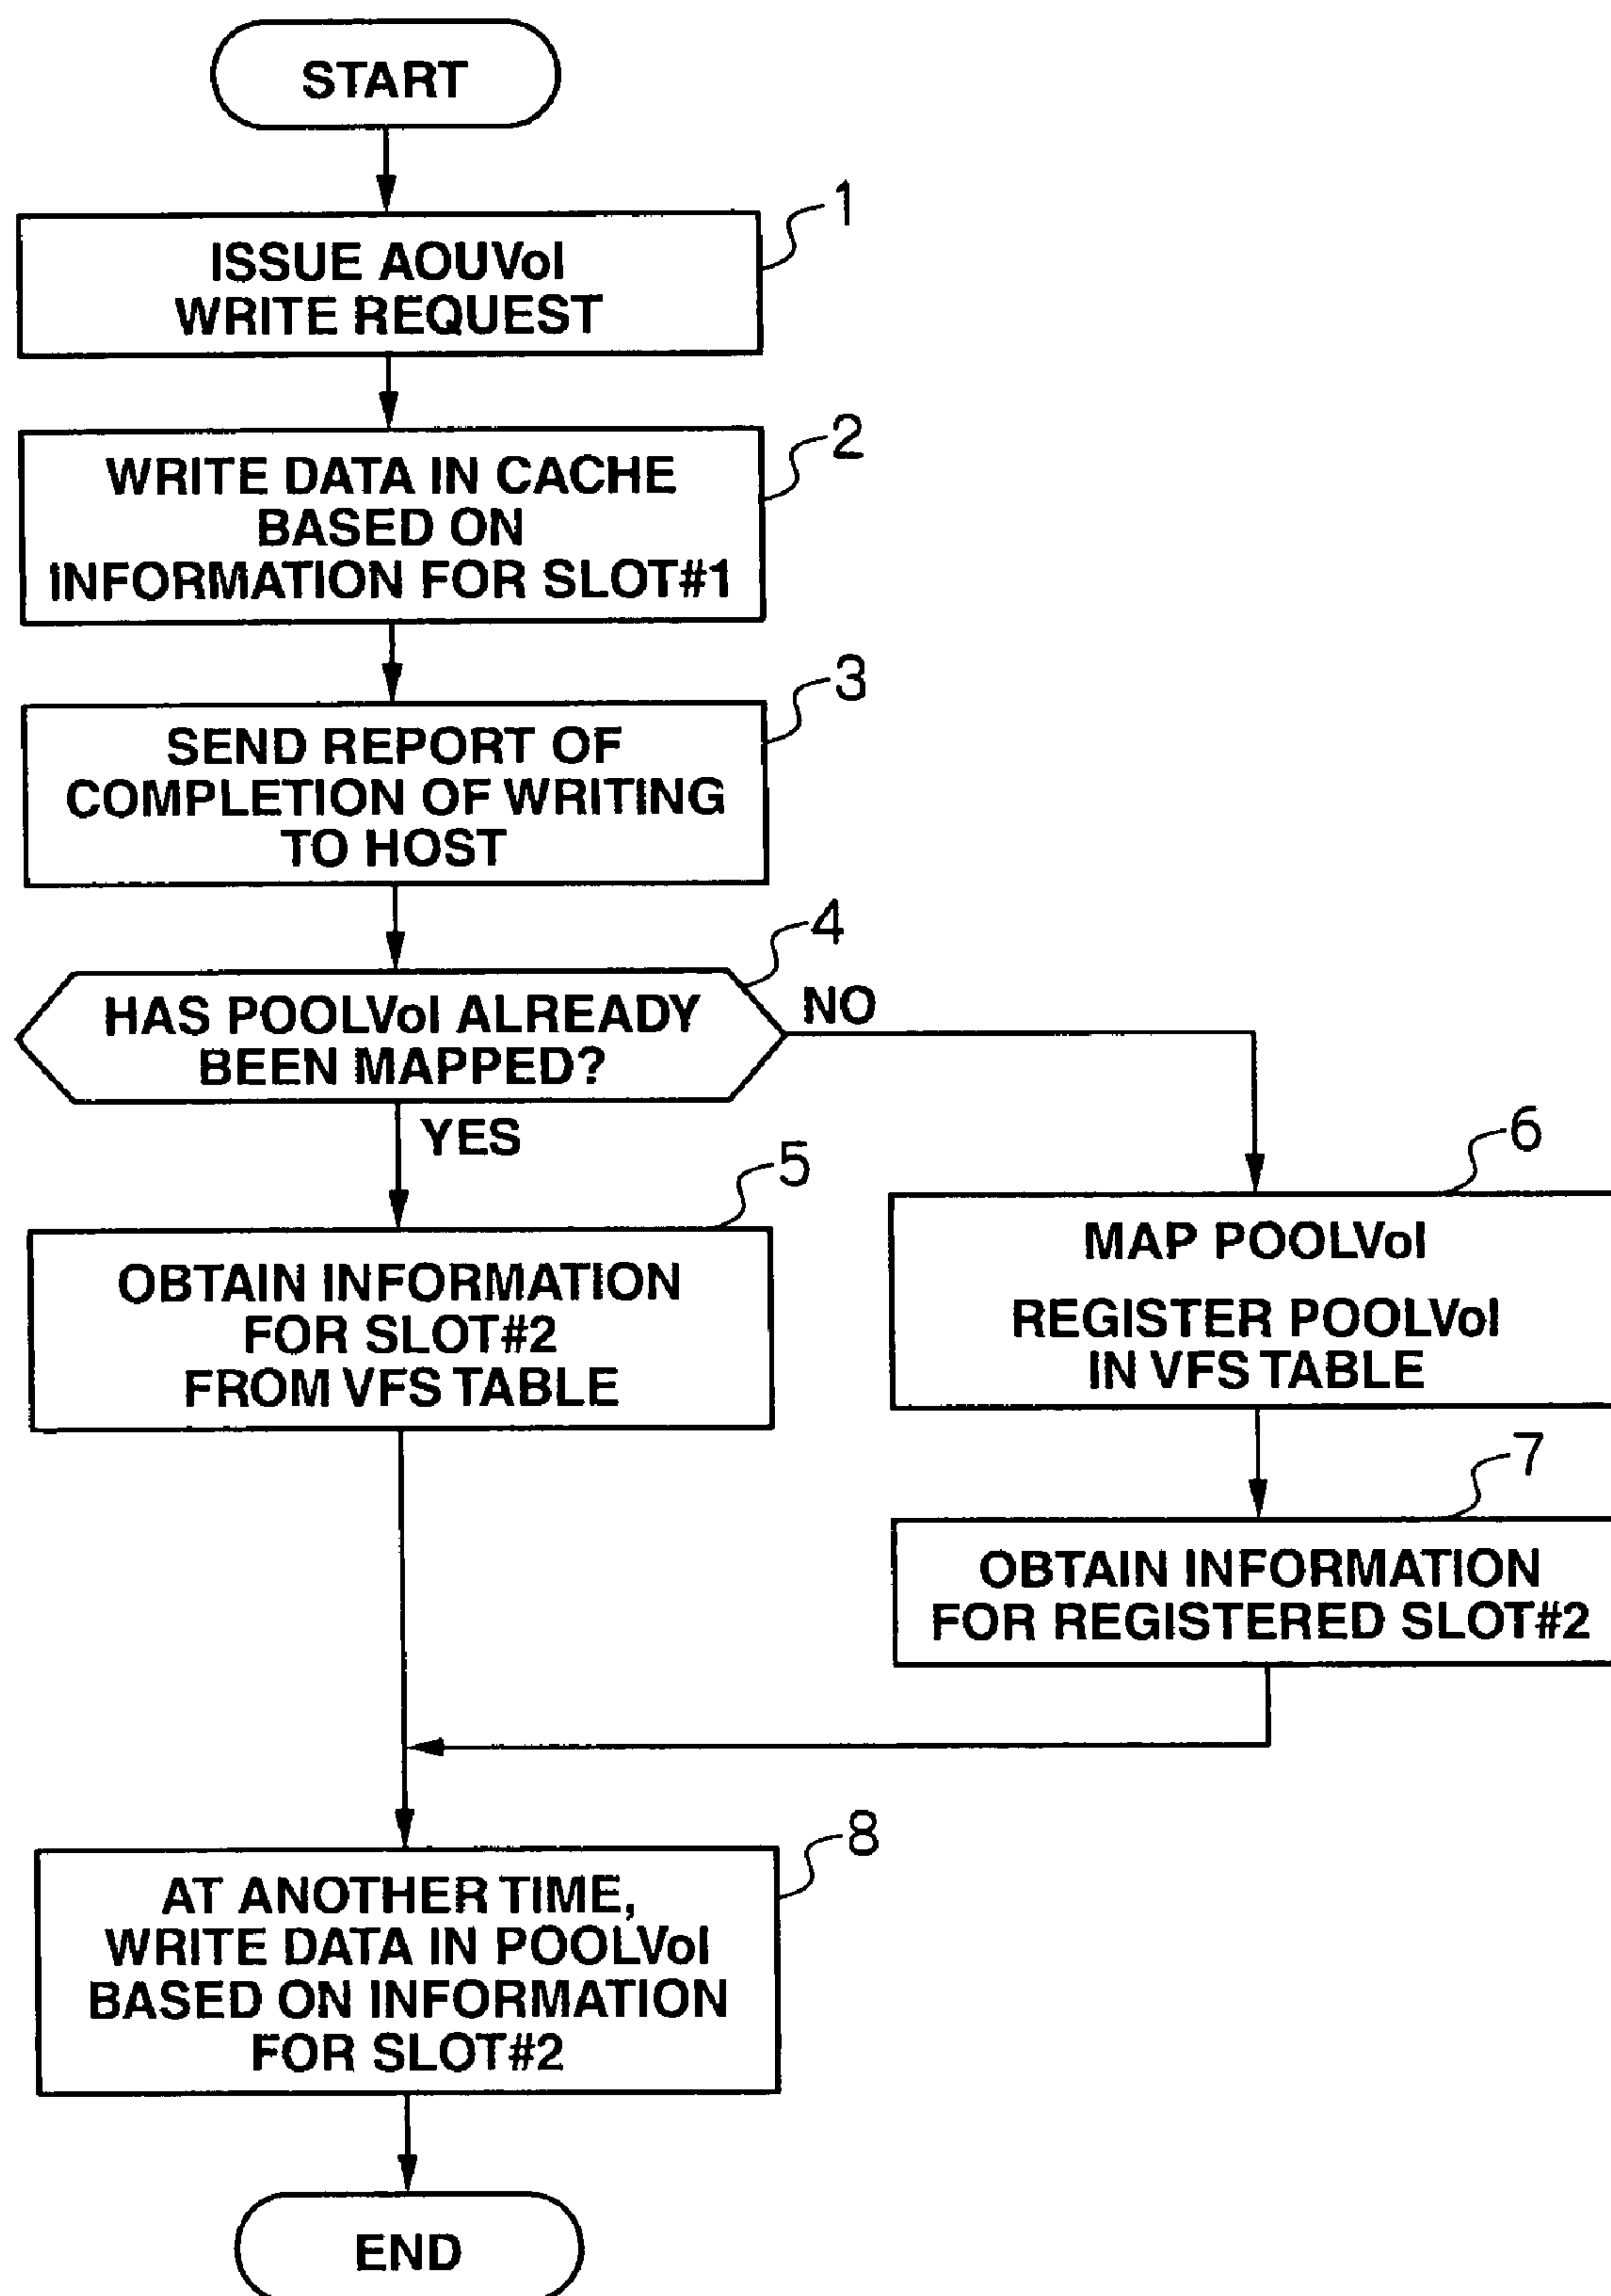 START
1
ISSUE AOUVol
WRITE REQUEST
2
WRITE DATA IN CACHE
BASED ON
INFORMATION FOR SLOT#1
3
SEND REPORT OF
COMPLETION OF WRITING
TO HOST
4
HAS POOLVol ALREADY
BEEN MAPPED?
NO
YES
5
OBTAIN INFORMATION
FOR SLOT#2
FROM VFS TABLE
6
MAP POOLVol
REGISTER POOLVol
IN VFS TABLE
7
OBTAIN INFORMATION
FOR REGISTERED SLOT#2
8
AT ANOTHER TIME,
WRITE DATA IN POOLVol
BASED ON INFORMATION
FOR SLOT#2
END